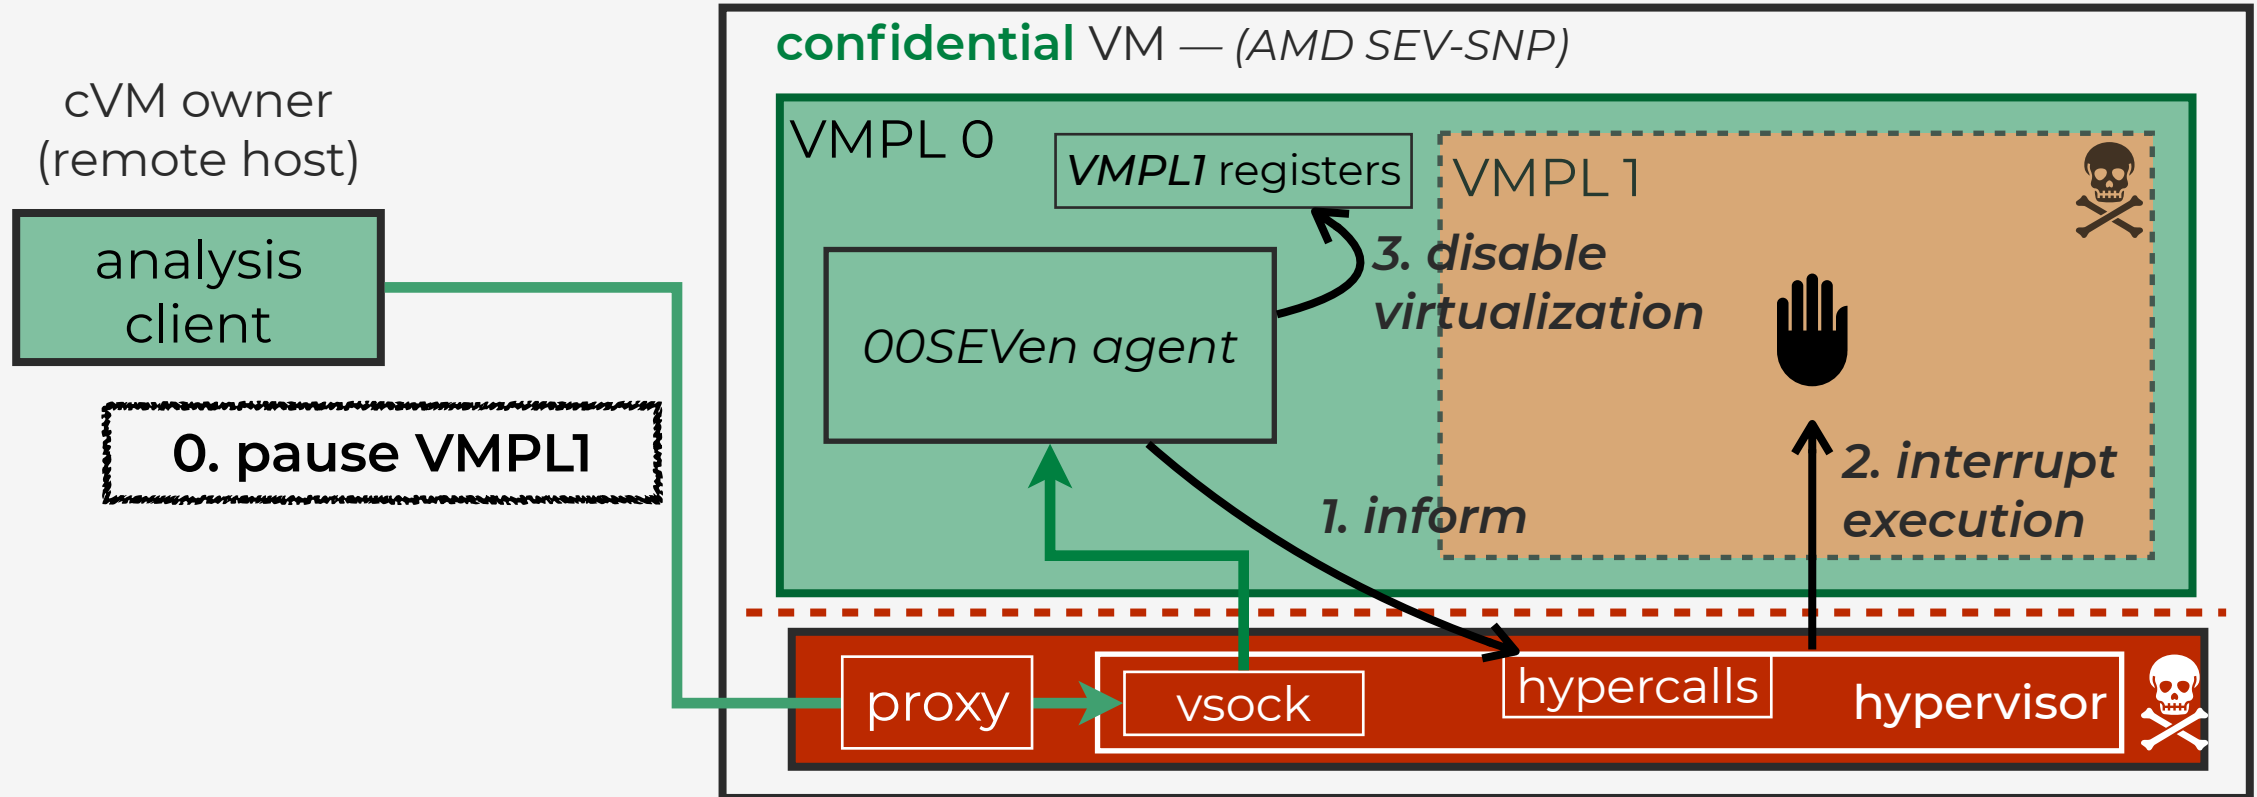 confidential VM — (AMD SEV-SNP)
cVM owner
(remote host)
analysis
client
0. pause VMPL1
VMPL 0
VMPL1 registers
VMPL 1
3. disable
virtualization
00SEVen agent
1. inform
2. interrupt
execution
proxy
vsock
hypercalls
hypervisor